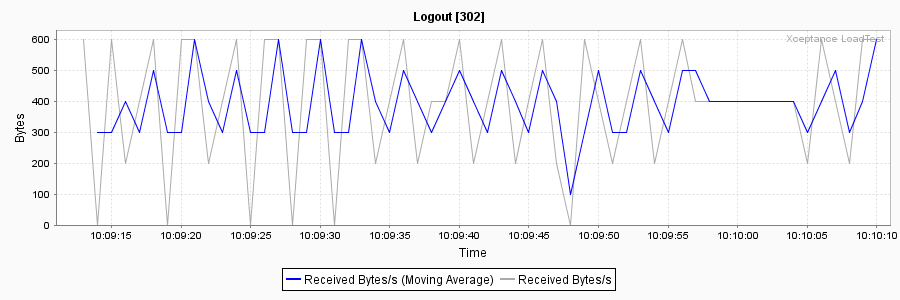 Logout [302]
Xceptance LoadTest
600
500
400
300
200
100
0
Bytes
10:09:15 10:09:20 10:09:25 10:09:30 10:09:35 10:09:40 10:09:45 10:09:50 10:09:55 10:10:00 10:10:05 10:10:10
Time
Received Bytes/s (Moving Average) Received Bytes/s